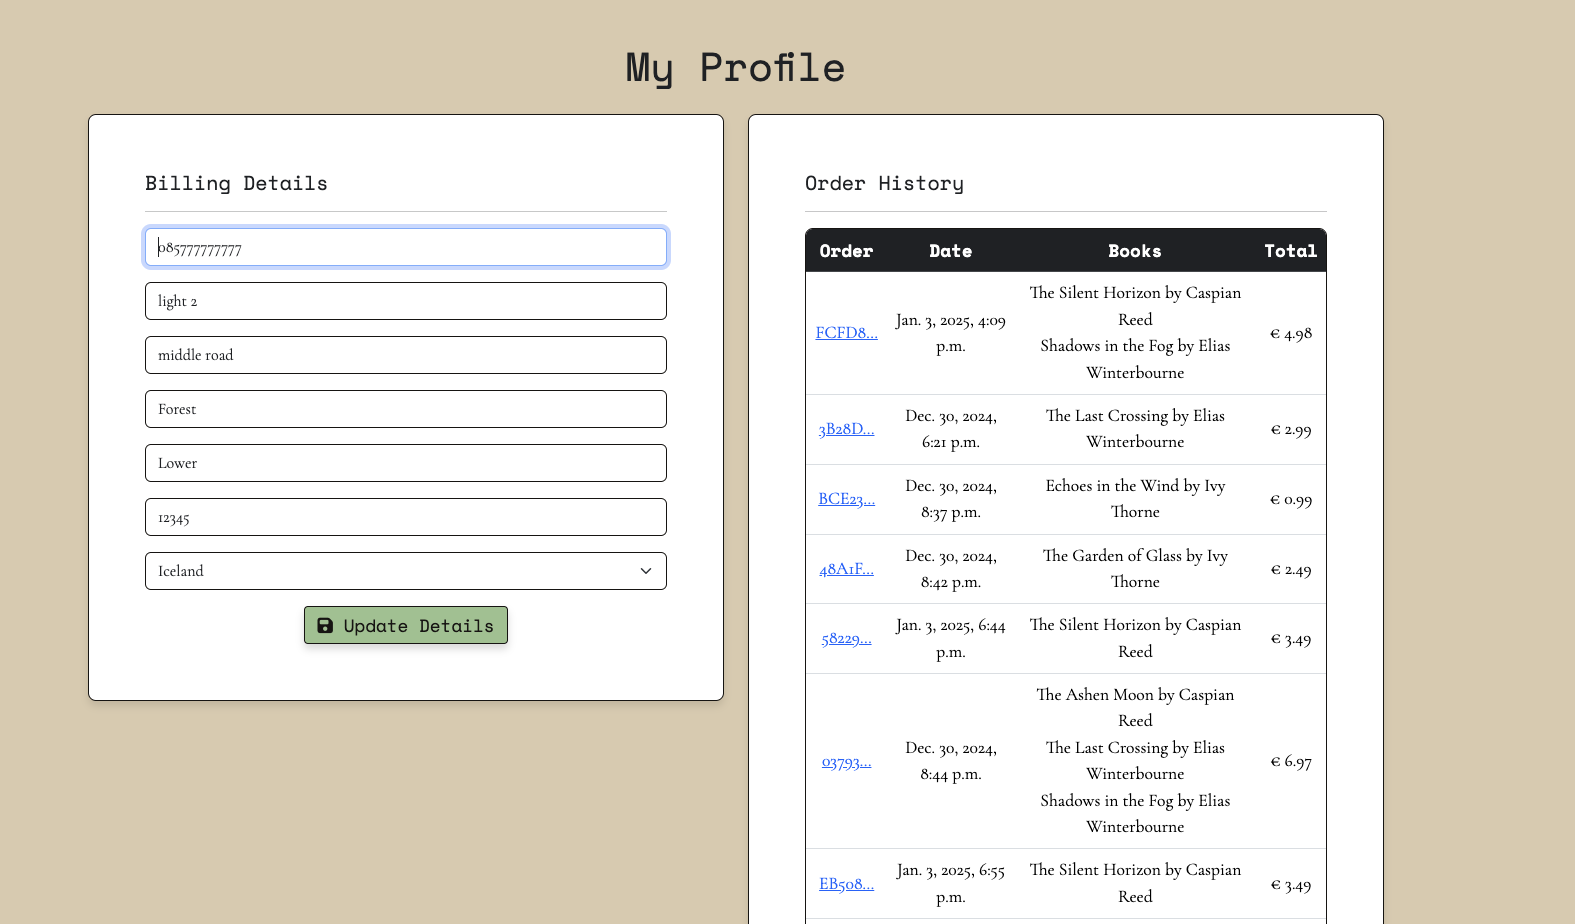 My Profile
Billing Details
085777777777
light 2
middle road
Forest
Lower
12345
Iceland
Update Details
Order History
Order Date Books Total
FCFD8... Jan. 3, 2025, 4:09 p.m. The Silent Horizon by Caspian Reed € 4.98
Shadows in the Fog by Elias Winterbourne
3B28D... Dec. 30, 2024, 6:21 p.m. The Last Crossing by Elias Winterbourne € 2.99
BCE23... Dec. 30, 2024, 8:37 p.m. Echoes in the Wind by Ivy Thorne € 0.99
48A1F... Dec. 30, 2024, 8:42 p.m. The Garden of Glass by Ivy Thorne € 2.49
58229... Jan. 3, 2025, 6:44 p.m. The Silent Horizon by Caspian Reed € 3.49
03793... Dec. 30, 2024, 8:44 p.m. The Ashen Moon by Caspian Reed € 6.97
The Last Crossing by Elias Winterbourne
Shadows in the Fog by Elias Winterbourne
EB508... Jan. 3, 2025, 6:55 p.m. The Silent Horizon by Caspian Reed € 3.49